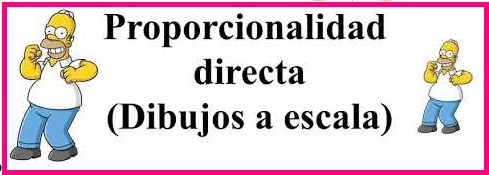 Proporcionalidad
directa
(Dibujos a escala)